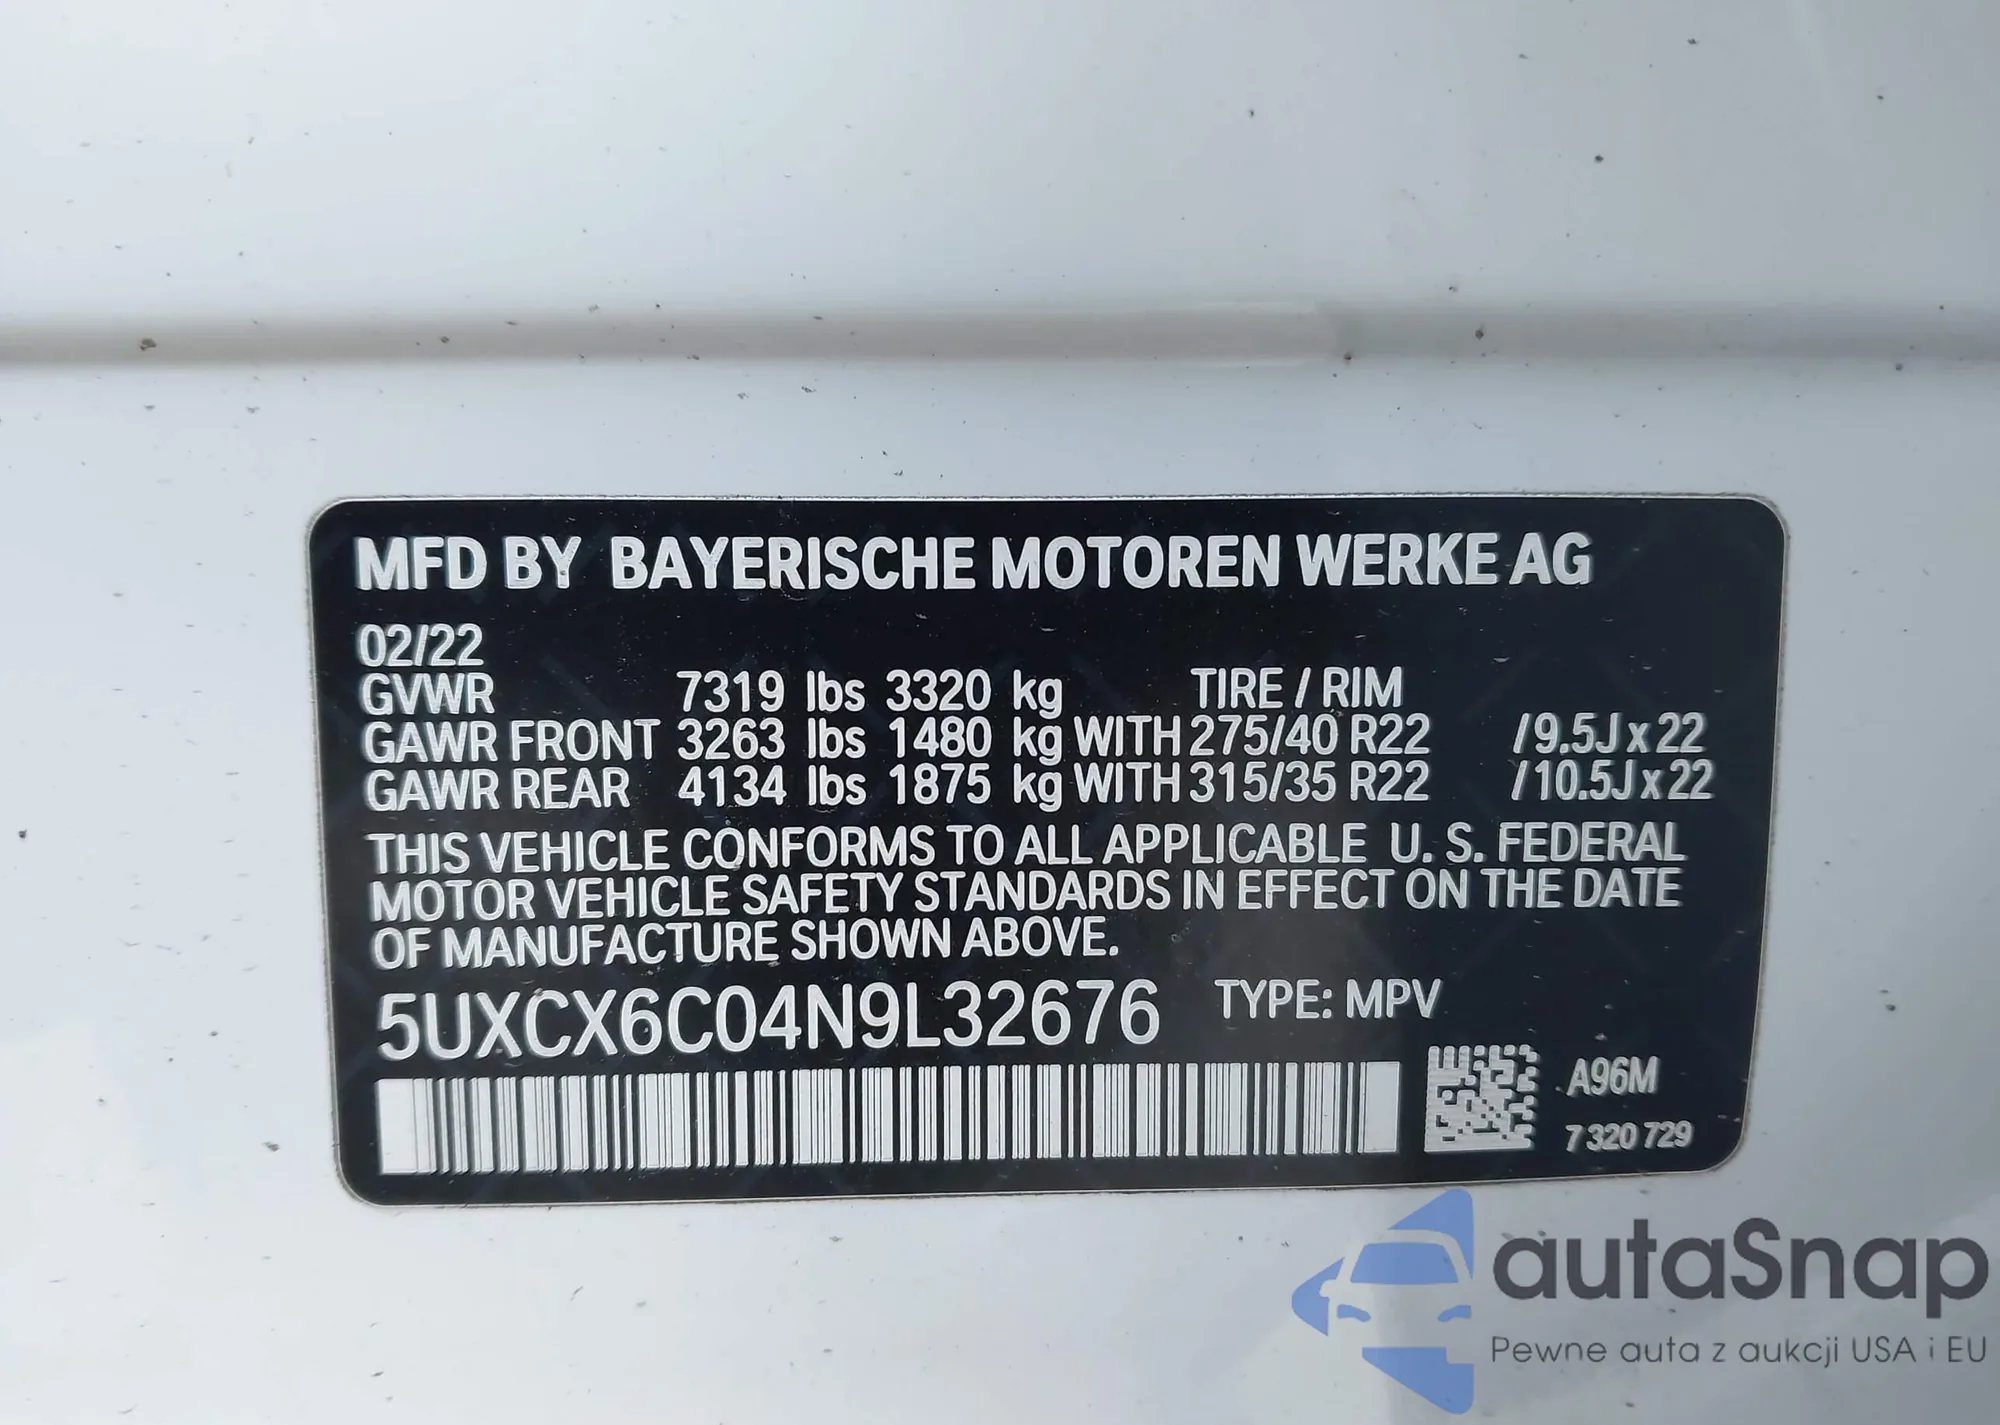 MFD BY BAYERISCHE MOTOREN WERKE AG
02/22
GVWR 7319 lbs 3320 kg TIRE / RIM
GAWR FRONT 3263 lbs 1480 kg WITH 275/40 R22 /9.5J x 22
GAWR REAR 4134 lbs 1875 kg WITH 315/35 R22 /10.5J x 22
THIS VEHICLE CONFORMS TO ALL APPLICABLE U. S. FEDERAL
MOTOR VEHICLE SAFETY STANDARDS IN EFFECT ON THE DATE
OF MANUFACTURE SHOWN ABOVE.
5UXCX6C04N9L32676 TYPE: MPV
A96M
7 320 729
autaSnap
Pewne auta z aukcji USA i EU